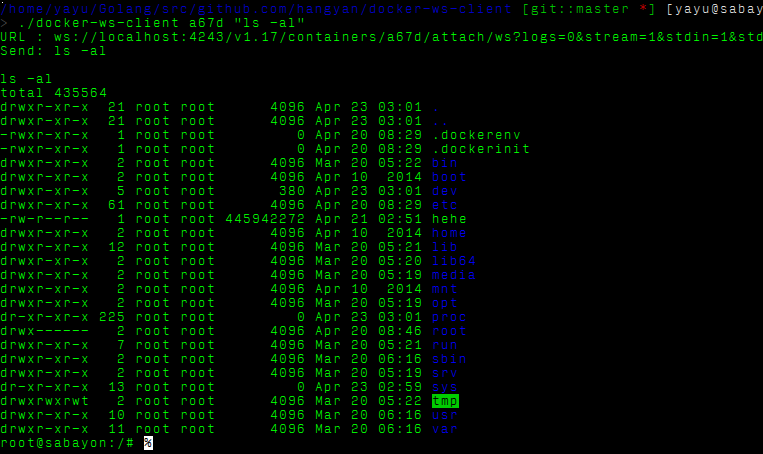 /home/yayu/Golang/src/github.com/hangyan/docker-ws-client [git::master *] [yayu@sabay
> ./docker-ws-client a67d "ls -al"
URL : ws://localhost:4243/v1.17/containers/a67d/attach/ws?logs=0&stream=1&stdin=1&std
Send: ls -al
ls -al
total 435564
drwxr-xr-x 21 root root 4096 Apr 23 03:01 .
drwxr-xr-x 21 root root 4096 Apr 23 03:01 ..
-rwxr-xr-x 1 root root 0 Apr 20 08:29 .dockerenv
-rwxr-xr-x 1 root root 0 Apr 20 08:29 .dockerinit
drwxr-xr-x 2 root root 4096 Mar 20 05:22 bin
drwxr-xr-x 2 root root 4096 Apr 10 2014 boot
drwxr-xr-x 5 root root 380 Apr 23 03:01 dev
drwxr-xr-x 61 root root 4096 Apr 20 08:29 etc
-rw-r--r-- 1 root root 445942272 Apr 21 02:51 hehe
drwxr-xr-x 2 root root 4096 Apr 10 2014 home
drwxr-xr-x 12 root root 4096 Mar 20 05:21 lib
drwxr-xr-x 2 root root 4096 Mar 20 05:20 lib64
drwxr-xr-x 2 root root 4096 Mar 20 05:19 media
drwxr-xr-x 2 root root 4096 Apr 10 2014 mnt
drwxr-xr-x 2 root root 4096 Mar 20 05:19 opt
dr-xr-xr-x 225 root root 0 Apr 23 03:01 proc
drwx------ 2 root root 4096 Apr 20 08:46 root
drwxr-xr-x 7 root root 4096 Mar 20 05:21 run
drwxr-xr-x 2 root root 4096 Mar 20 06:16 sbin
drwxr-xr-x 2 root root 4096 Mar 20 05:19 srv
dr-xr-xr-x 13 root root 0 Apr 23 02:59 sys
drwxrwxrwt 2 root root 4096 Mar 20 05:22 tmp
drwxr-xr-x 10 root root 4096 Mar 20 06:16 usr
drwxr-xr-x 11 root root 4096 Mar 20 06:16 var
root@sabayon:/# %